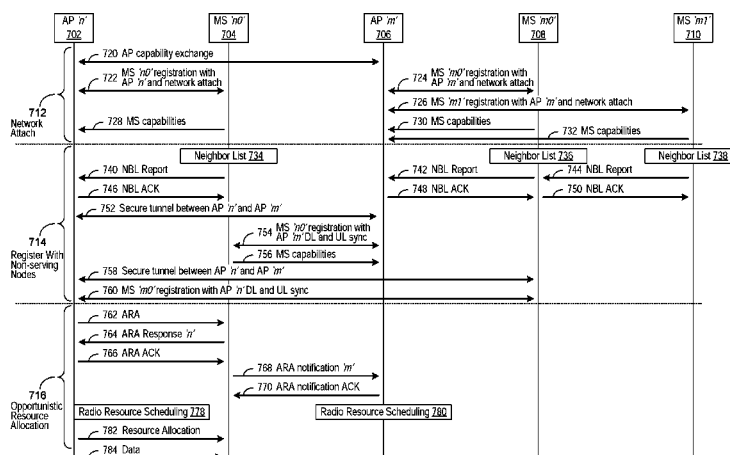 AP 'n'
702
MS 'n0'
704
AP 'm'
706
MS 'm0'
708
MS 'm1'
710
720 AP capability exchange
722 MS 'n0' registration with
AP 'n' and network attach
724 MS 'm0' registration with
AP 'm' and network attach
726 MS 'm1' registration with AP 'm' and network attach
712
Network
Attach
728 MS capabilities
730 MS capabilities
732 MS capabilities
Neighbor List 734
Neighbor List 736
Neighbor List 738
740 NBL Report
742 NBL Report
744 NBL Report
746 NBL ACK
748 NBL ACK
750 NBL ACK
752 Secure tunnel between AP 'n' and AP 'm'
714
Register With
Non-serving
Nodes
754 MS 'n0' registration with
AP 'm' DL and UL sync
756 MS capabilities
758 Secure tunnel between AP 'n' and AP 'm'
760 MS 'm0' registration with AP 'n' DL and UL sync
762 ARA
764 ARA Response 'n'
766 ARA ACK
768 ARA notification 'm'
770 ARA notification ACK
716
Opportunistic
Resource
Allocation
Radio Resource Scheduling 778
Radio Resource Scheduling 780
782 Resource Allocation
784 Data